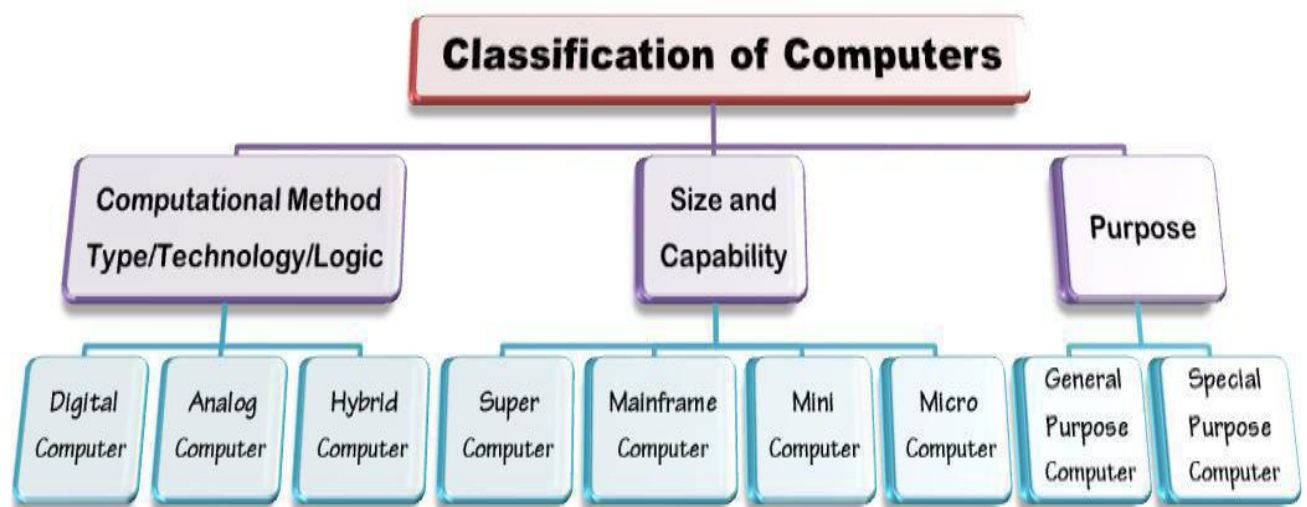 Classification of Computers
Computational Method
Type/Technology/Logic
Size and
Capability
Purpose
Digital
Computer
Analog
Computer
Hybrid
Computer
Super
Computer
Mainframe
Computer
Mini
Computer
Micro
Computer
General
Purpose
Computer
Special
Purpose
Computer